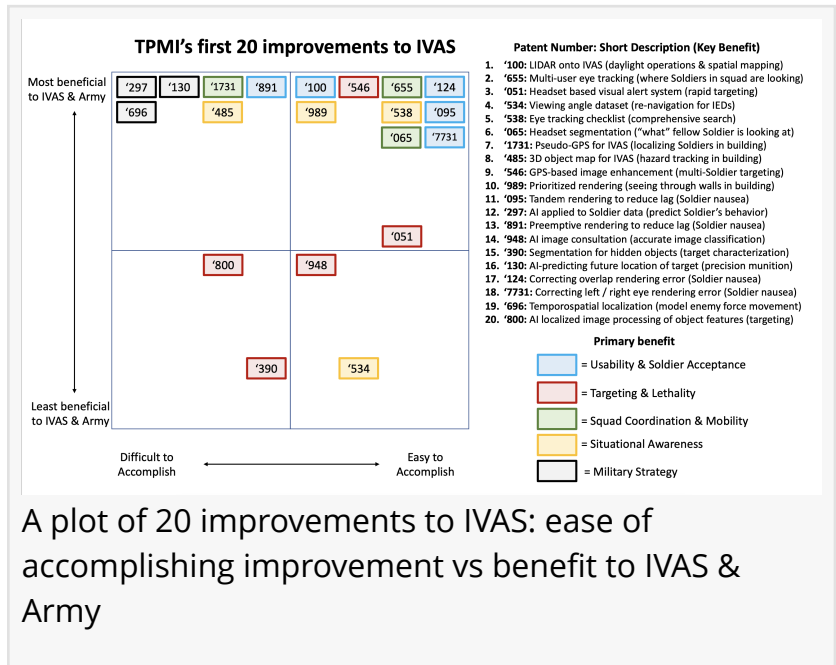 TPMI’s first 20 improvements to IVAS
Most beneficial
to IVAS & Army
‘297 ‘130 ‘1731 ‘891 ‘100 ‘546 ‘655 ‘124
‘696 ‘485 ‘989 ‘538 ‘095
‘065 ‘7731
‘051
‘800 ‘948
‘390 ‘534
Least beneficial
to IVAS & Army
Difficult to
Accomplish
Easy to
Accomplish
Patent Number: Short Description (Key Benefit)
1. ‘100: LIDAR onto IVAS (daylight operations & spatial mapping)
2. ‘655: Multi-user eye tracking (where Soldiers in squad are looking)
3. ‘051: Headset based visual alert system (rapid targeting)
4. ‘534: Viewing angle dataset (re-navigation for IEDs)
5. ‘538: Eye tracking checklist (comprehensive search)
6. ‘065: Headset segmentation (“what” fellow Soldier is looking at)
7. ‘1731: Pseudo-GPS for IVAS (localizing Soldiers in building)
8. ‘485: 3D object map for IVAS (hazard tracking in building)
9. ‘546: GPS-based image enhancement (multi-Soldier targeting)
10. ‘989: Prioritized rendering (seeing through walls in building)
11. ‘095: Tandem rendering to reduce lag (Soldier nausea)
12. ‘297: AI applied to Soldier data (predict Soldier’s behavior)
13. ‘891: Preemptive rendering to reduce lag (Soldier nausea)
14. ‘948: AI image consultation (accurate image classification)
15. ‘390: Segmentation for hidden objects (target characterization)
16. ‘130: AI-predicting future location of target (precision munition)
17. ‘124: Correcting overlap rendering error (Soldier nausea)
18. ‘7731: Correcting left / right eye rendering error (Soldier nausea)
19. ‘696: Temporospatial localization (model enemy force movement)
20. ‘800: AI localized image processing of object features (targeting)
Primary benefit
= Usability & Soldier Acceptance
= Targeting & Lethality
= Squad Coordination & Mobility
= Situational Awareness
= Military Strategy
A plot of 20 improvements to IVAS: ease of
accomplishing improvement vs benefit to IVAS &
Army